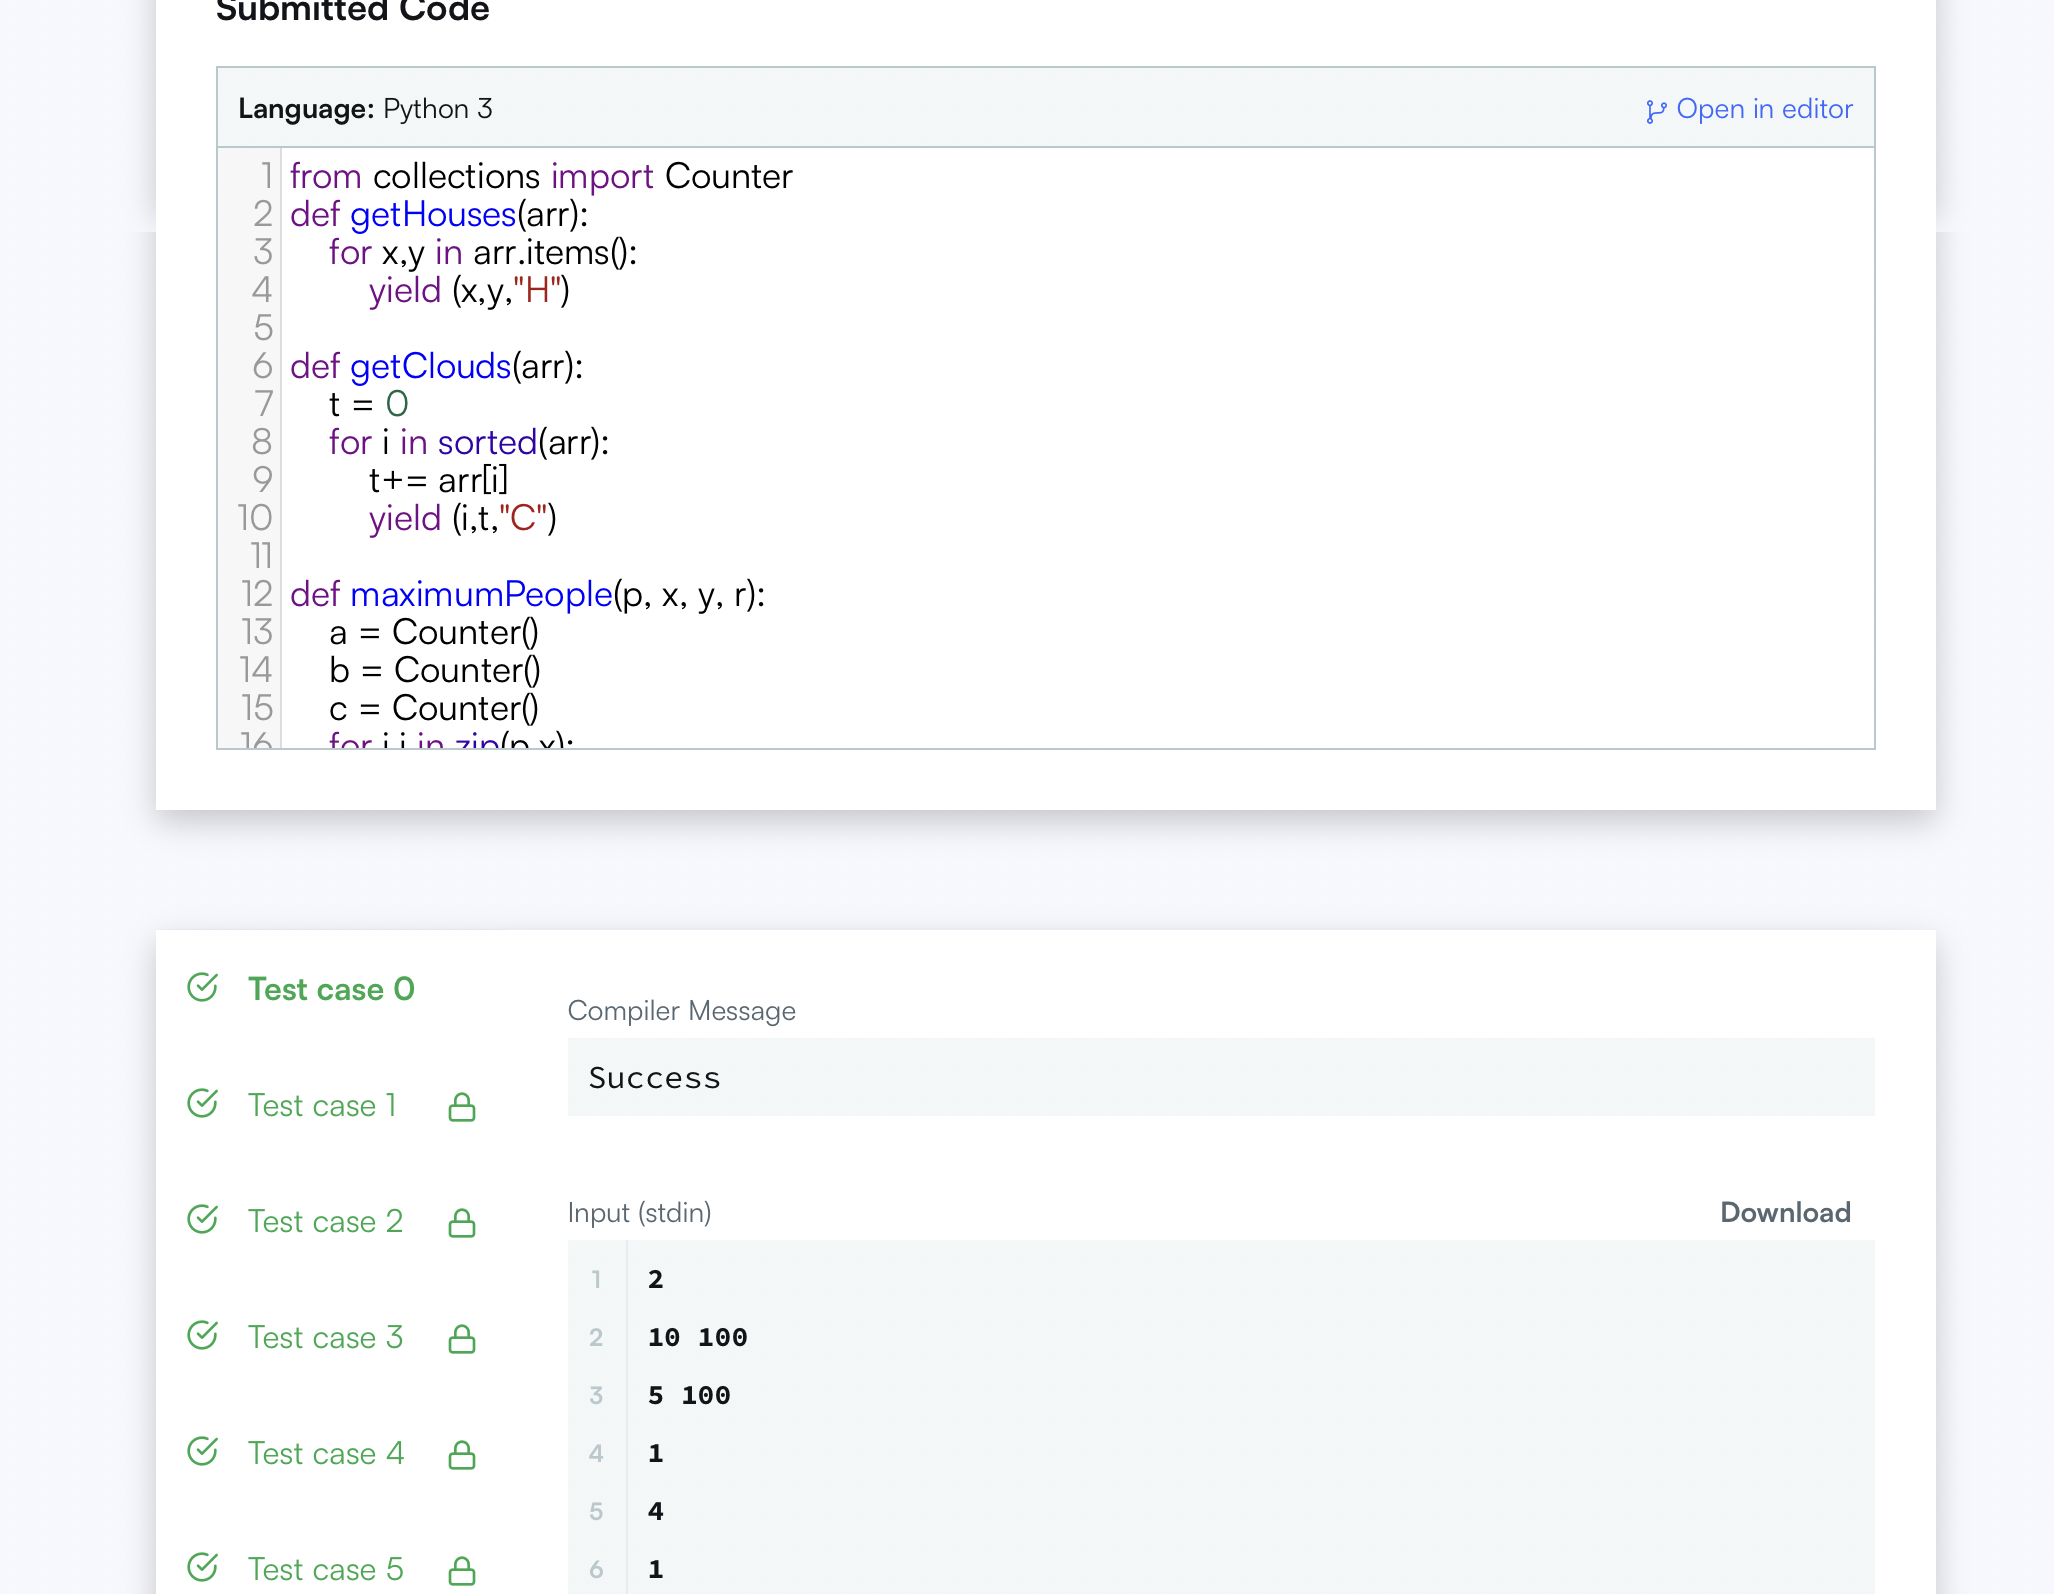 Submitted Code
Language: Python 3
Open in editor
1 from collections import Counter
2 def getHouses(arr):
3 for x,y in arr.items():
4 yield (x,y,"H")
5
6 def getClouds(arr):
7 t = 0
8 for i in sorted(arr):
9 t+= arr[i]
10 yield (i,t,"C")
11
12 def maximumPeople(p, x, y, r):
13 a = Counter()
14 b = Counter()
15 c = Counter()
16 for i,j in zip(p,x):
Test case 0
Test case 1
Test case 2
Test case 3
Test case 4
Test case 5
Compiler Message
Success
Input (stdin)
Download
1 2
2 10 100
3 5 100
4 1
5 4
6 1